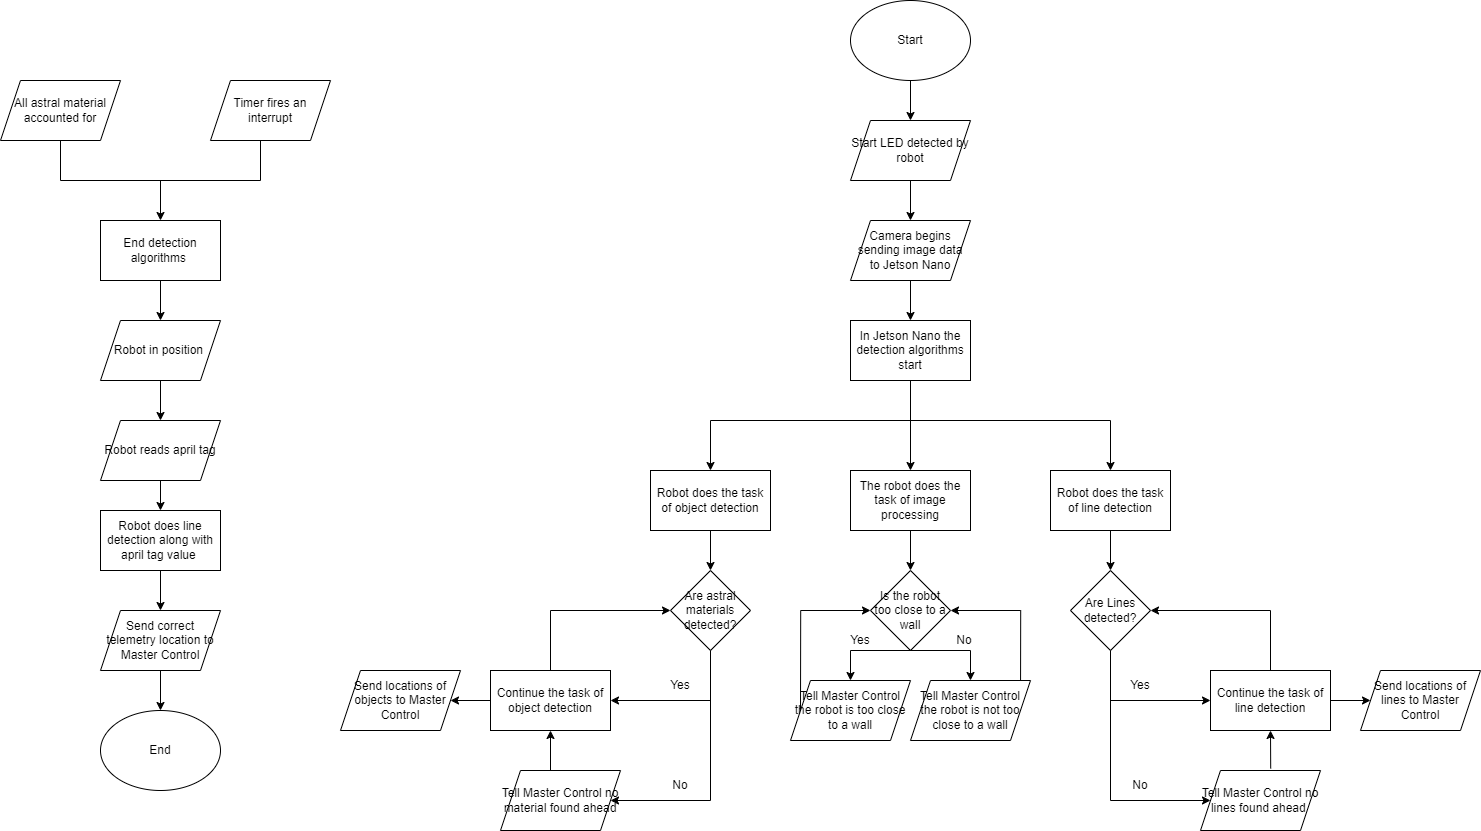 Start
All astral material
accounted for
Timer fires an
interrupt
Start LED detected by
robot
End detection
algorithms
Camera begins
sending image data
to Jetson Nano
Robot in position
In Jetson Nano the
detection algorithms
start
Robot reads april tag
Robot does line
detection along with
april tag value
Send correct
telemetry location to
Master Control
End
Robot does the task
of object detection
The robot does the
task of image
processing
Robot does the task
of line detection
Are astral
materials
detected?
Is the robot
too close to a
wall
Are Lines
detected?
Yes
No
Send locations of
objects to Master
Control
Continue the task of
object detection
Yes
Tell Master Control
the robot is too close
to a wall
Tell Master Control
the robot is not too
close to a wall
Yes
Continue the task of
line detection
Send locations of
lines to Master
Control
Tell Master Control no
material found ahead
No
No
Tell Master Control no
lines found ahead